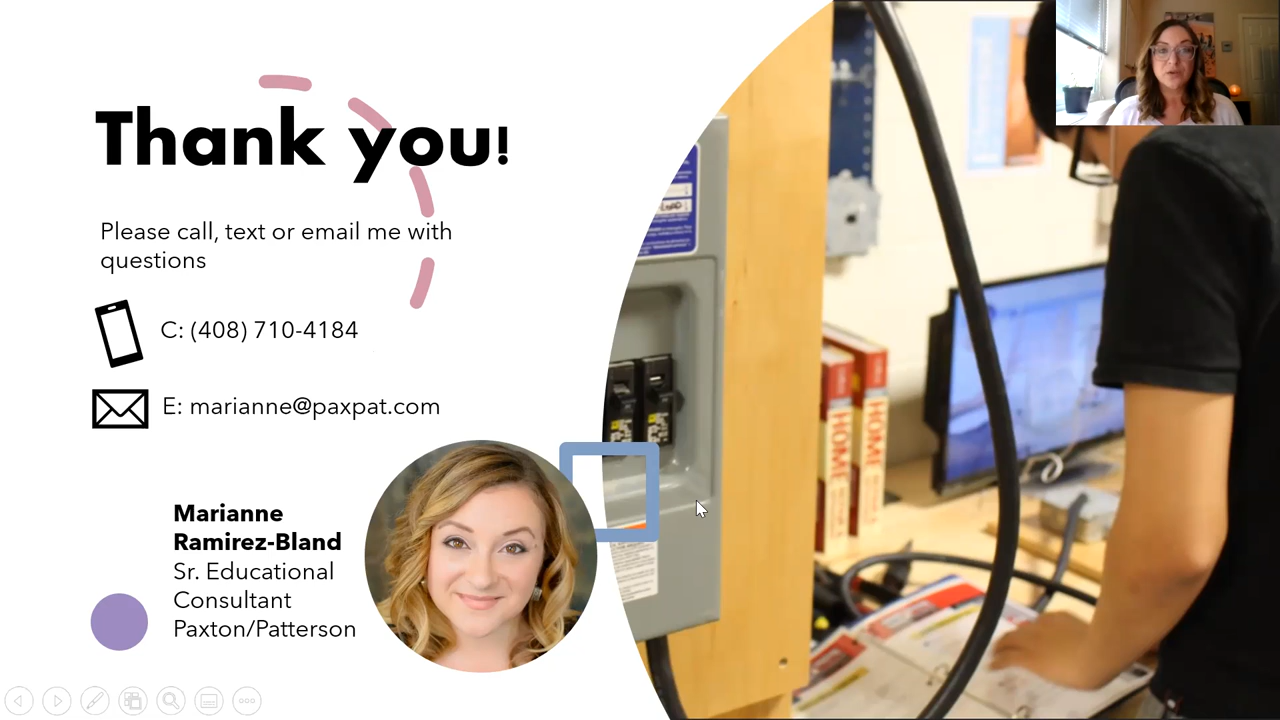 Thank you!
Please call, text or email me with
questions
C: (408) 710-4184
E: marianne@paxpat.com
Marianne
Ramirez-Bland
Sr. Educational
Consultant
Paxton/Patterson
HOME
HOME